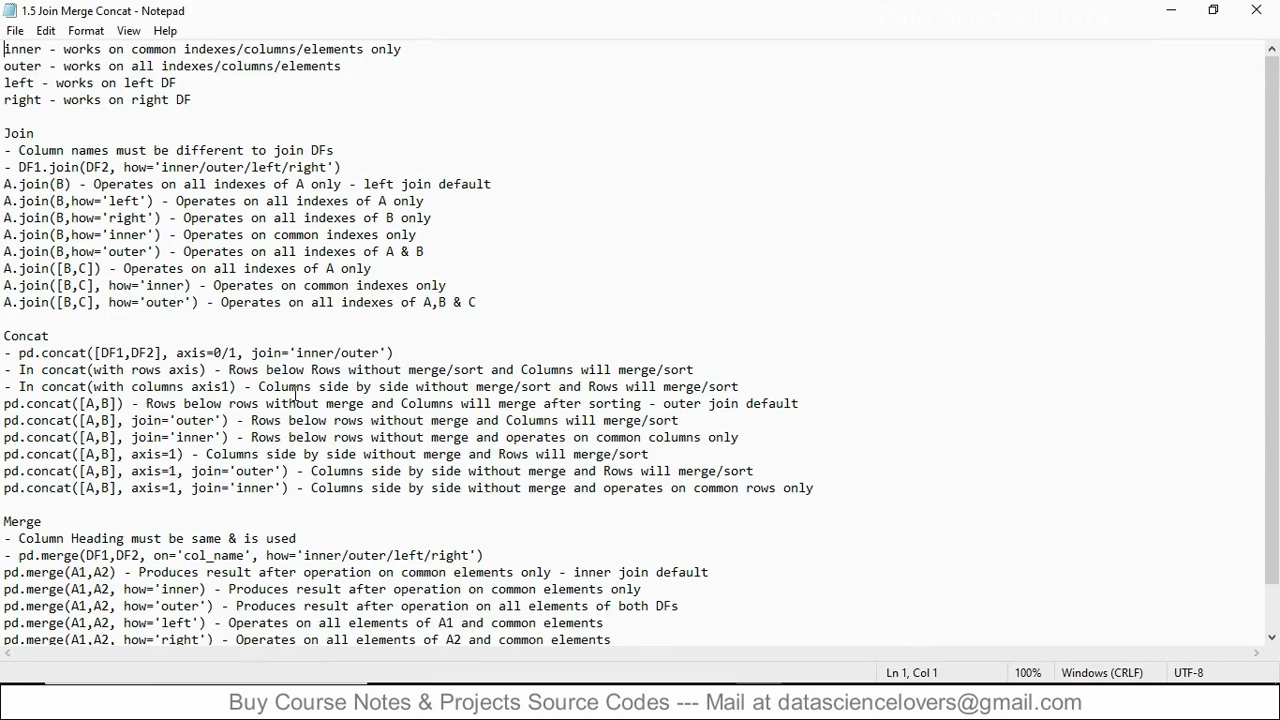 1.5 Join Merge Concat - Notepad
Data Science Lovers
File Edit Format View Help
inner - works on common indexes/columns/elements only
outer - works on all indexes/columns/elements
left - works on left DF
right - works on right DF
Join
- Column names must be different to join DFs
- DF1.join(DF2, how='inner/outer/left/right')
A.join(B) - Operates on all indexes of A only - left join default
A.join(B,how='left') - Operates on all indexes of A only
A.join(B,how='right') - Operates on all indexes of B only
A.join(B,how='inner') - Operates on common indexes only
A.join(B,how='outer') - Operates on all indexes of A & B
A.join([B,C]) - Operates on all indexes of A only
A.join([B,C], how='inner) - Operates on common indexes only
A.join([B,C], how='outer') - Operates on all indexes of A,B & C
Concat
- pd.concat([DF1,DF2], axis=0/1, join='inner/outer')
- In concat(with rows axis) - Rows below Rows without merge/sort and Columns will merge/sort
- In concat(with columns axis1) - Columns side by side without merge/sort and Rows will merge/sort
pd.concat([A,B]) - Rows below rows without merge and Columns will merge after sorting - outer join default
pd.concat([A,B], join='outer') - Rows below rows without merge and Columns will merge/sort
pd.concat([A,B], join='inner') - Rows below rows without merge and operates on common columns only
pd.concat([A,B], axis=1) - Columns side by side without merge and Rows will merge/sort
pd.concat([A,B], axis=1, join='outer') - Columns side by side without merge and Rows will merge/sort
pd.concat([A,B], axis=1, join='inner') - Columns side by side without merge and operates on common rows only
Merge
- Column Heading must be same & is used
- pd.merge(DF1,DF2, on='col_name', how='inner/outer/left/right')
pd.merge(A1,A2) - Produces result after operation on common elements only - inner join default
pd.merge(A1,A2, how='inner) - Produces result after operation on common elements only
pd.merge(A1,A2, how='outer') - Produces result after operation on all elements of both DFs
pd.merge(A1,A2, how='left') - Operates on all elements of A1 and common elements
pd.merge(A1,A2, how='right') - Operates on all elements of A2 and common elements
Ln 1, Col 1 100% Windows (CRLF) UTF-8
Buy Course Notes & Projects Source Codes --- Mail at datasciencelovers@gmail.com